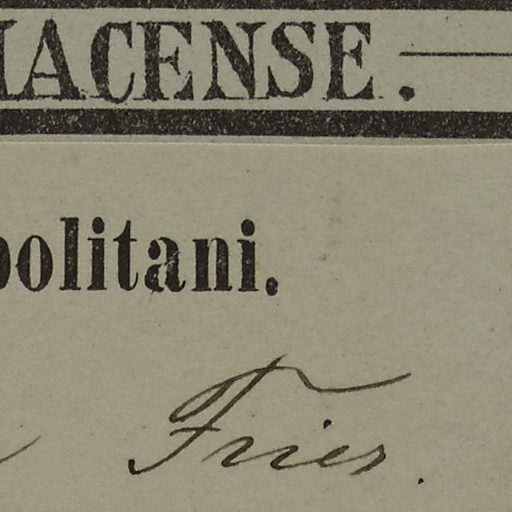 IACENSE.
politani.
Fries.